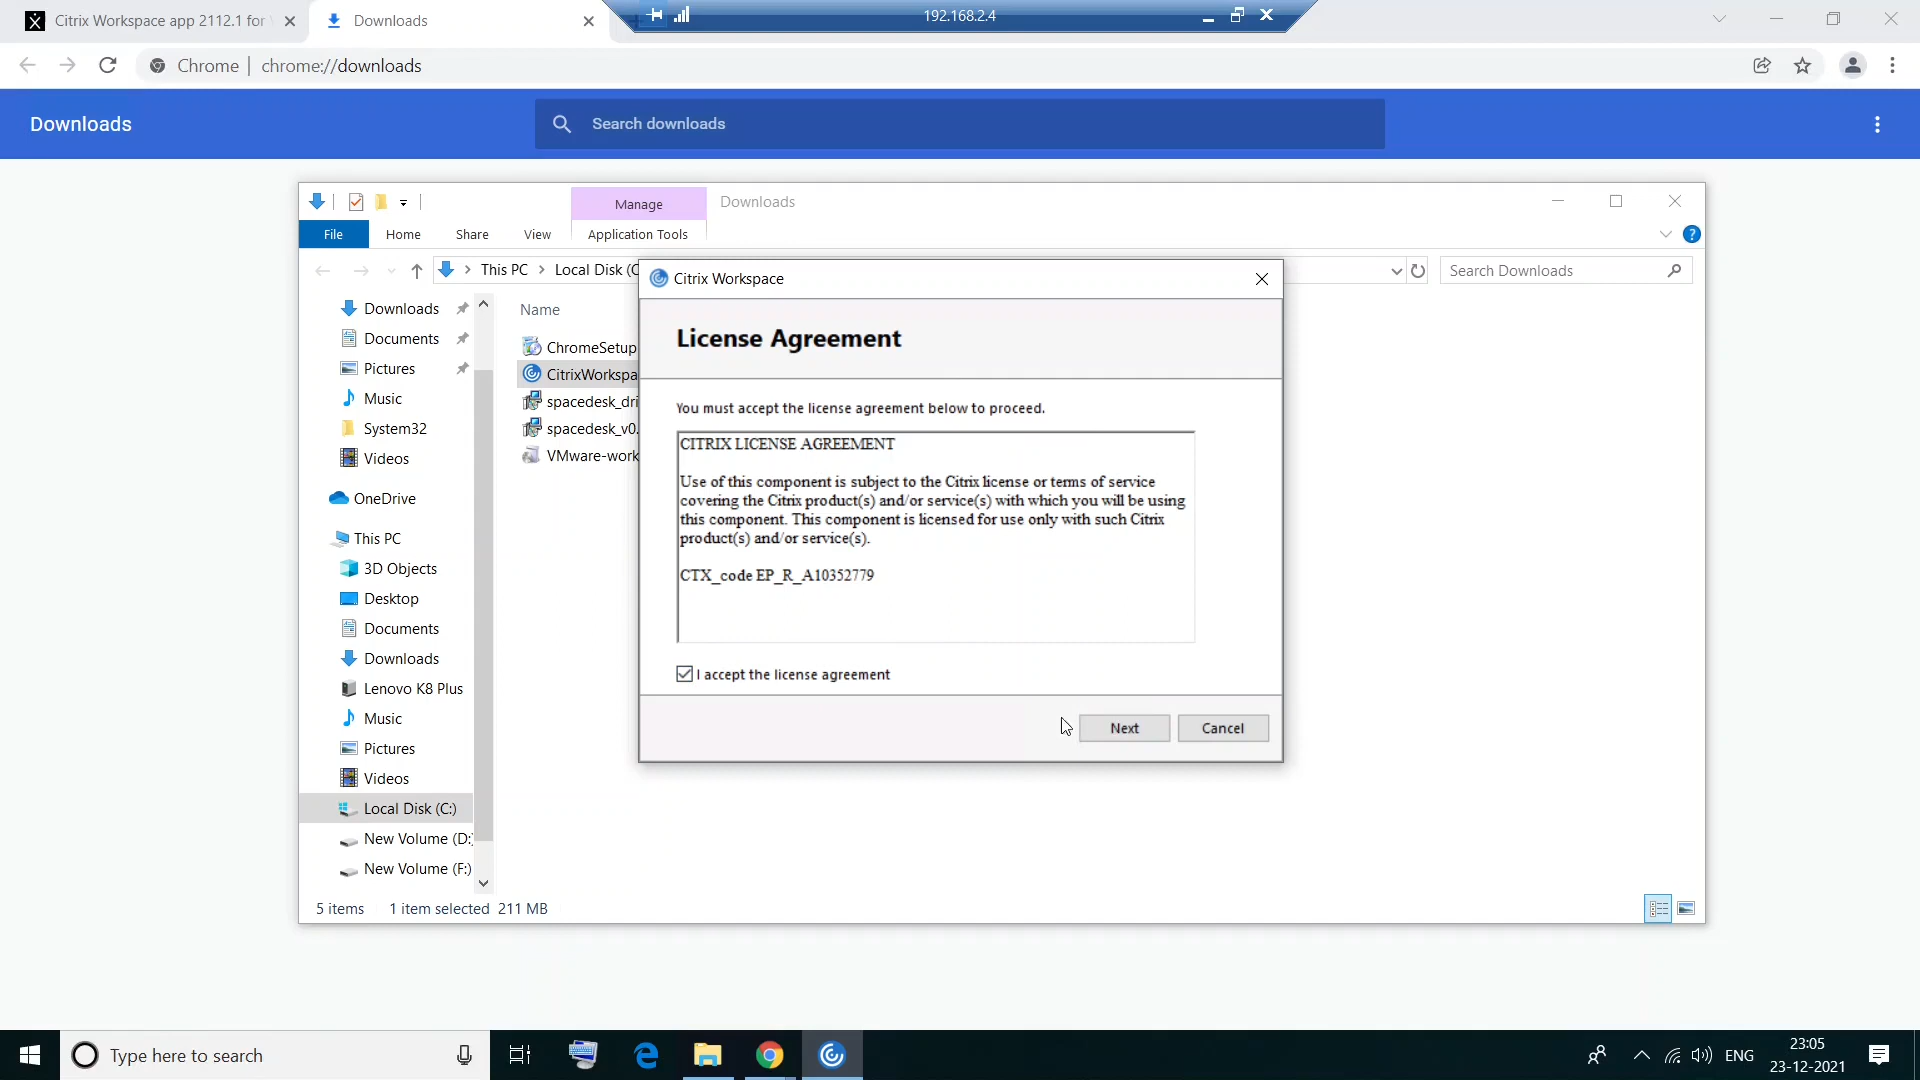 Citrix Workspace app 2112.1 for
Downloads
192.168.2.4
Chrome
chrome://downloads
Downloads
Search downloads
Manage
Downloads
File
Home
Share
View
Application Tools
This PC
Local Disk (C
Search Downloads
Citrix Workspace
License Agreement
You must accept the license agreement below to proceed.
CITRIX LICENSE AGREEMENT
Use of this component is subject to the Citrix license or terms of service
covering the Citrix product(s) and/or service(s) with which you will be using
this component. This component is licensed for use only with such Citrix
product(s) and/or service(s).
CTX_code EP_R_A10352779
I accept the license agreement
Next
Cancel
Downloads
Documents
Pictures
Music
System32
Videos
OneDrive
This PC
3D Objects
Desktop
Documents
Downloads
Lenovo K8 Plus
Music
Pictures
Videos
Local Disk (C:)
New Volume (D:
New Volume (F:)
Name
ChromeSetup
CitrixWorkspa
spacedesk_dri
spacedesk_v0.
VMware-work
5 items
1 item selected 211 MB
Type here to search
ENG
23:05
23-12-2021